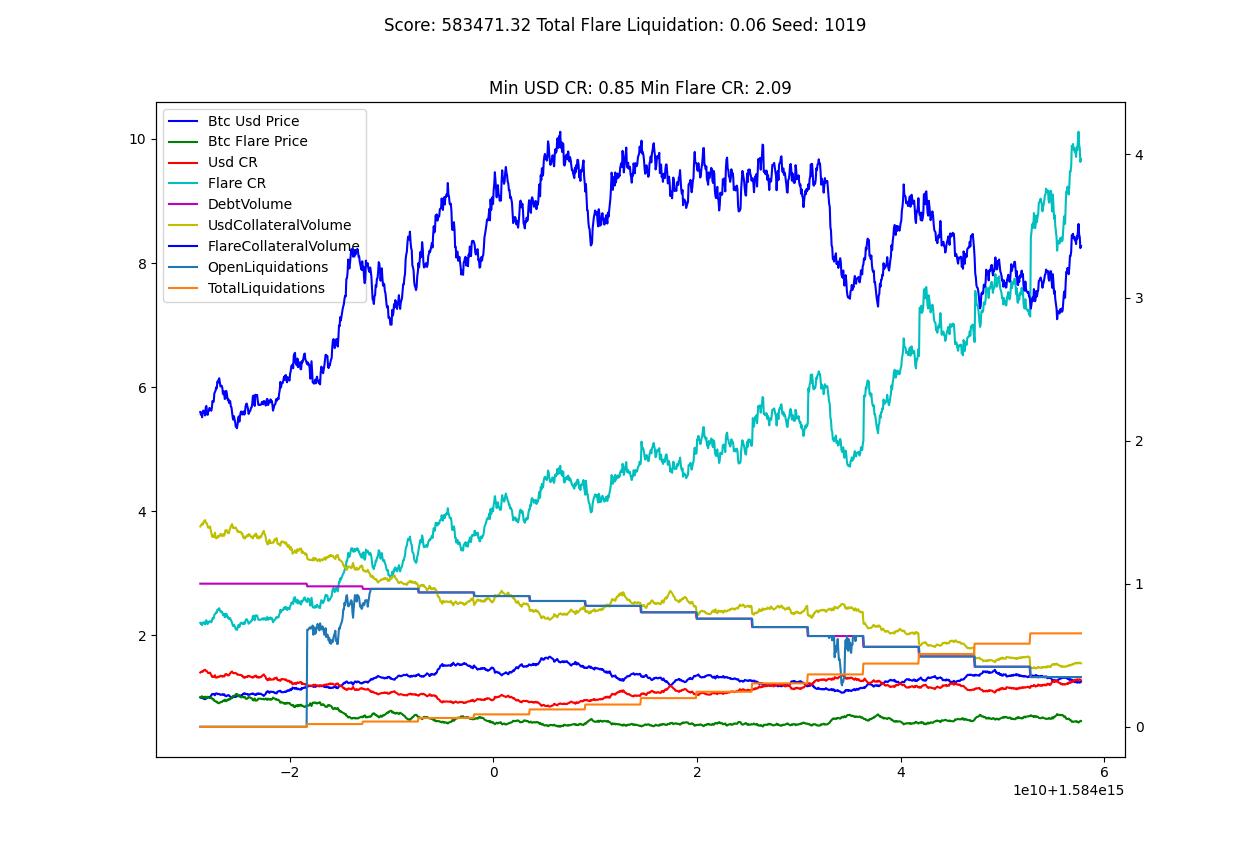 Score: 583471.32 Total Flare Liquidation: 0.06 Seed: 1019
Min USD CR: 0.85 Min Flare CR: 2.09
Btc Usd Price
Btc Flare Price
Usd CR
Flare CR
DebtVolume
UsdCollateralVolume
FlareCollateralVolume
OpenLiquidations
TotalLiquidations
10
8
6
4
2
4
3
2
1
0
−2
0
2
4
6
1e10+1.584e15